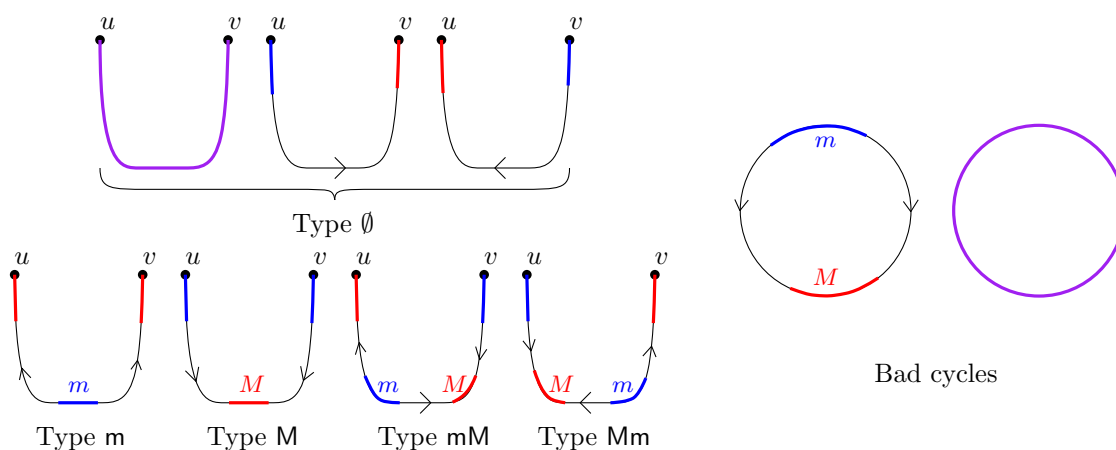 u v u v u v
Type ∅
m
M
u v u v u v u v
m M m M M m
Bad cycles
Type m Type M Type mM Type Mm